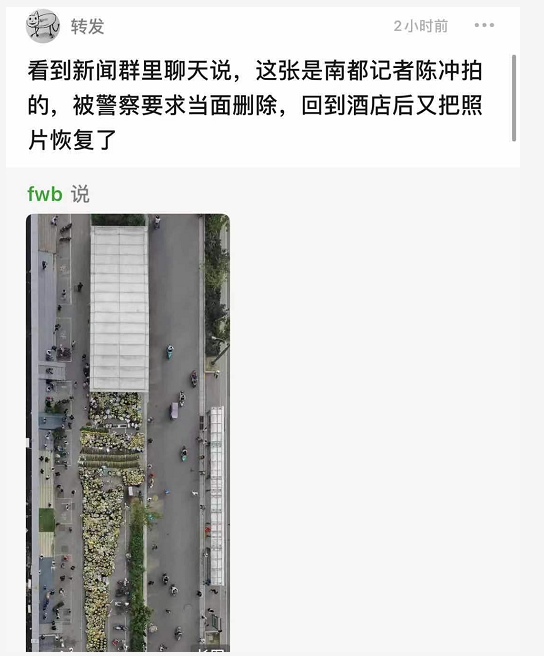 转发
2小时前
看到新闻群里聊天说，这张是南都记者陈冲拍
的，被警察要求当面删除，回到酒店后又把照
片恢复了
fwb 说